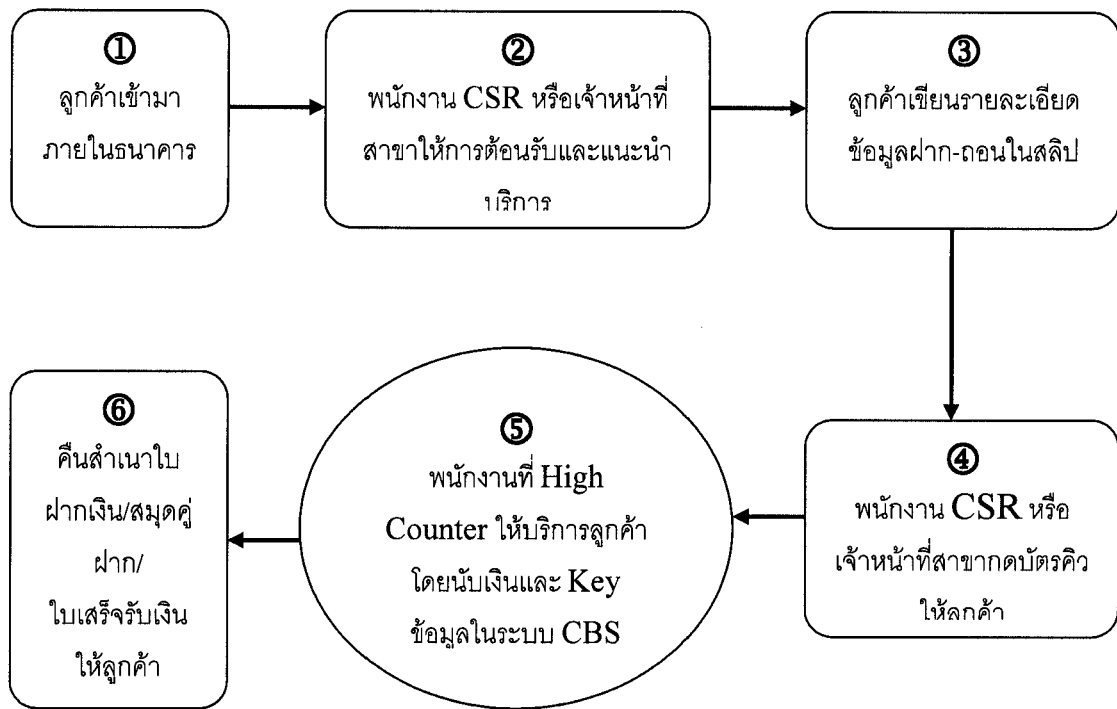 ①
ลูกค้าเข้ามา
ภายในธนาคาร
②
พนักงาน CSR หรือเจ้าหน้าที่
สาขาให้การต้อนรับและแนะนำ
บริการ
③
ลูกค้าเขียนรายละเอียด
ข้อมูลฝาก-ถอนในสลิป
④
พนักงาน CSR หรือ
เจ้าหน้าที่สาขากดบัตรคิว
ให้ลูกค้า
⑤
พนักงานที่ High
Counter ให้บริการลูกค้า
โดยนับเงินและ Key
ข้อมูลในระบบ CBS
⑥
คืนสำเนาใบ
ฝากเงิน/สมุดคู่
ฝาก/
ใบเสร็จรับเงิน
ให้ลูกค้า